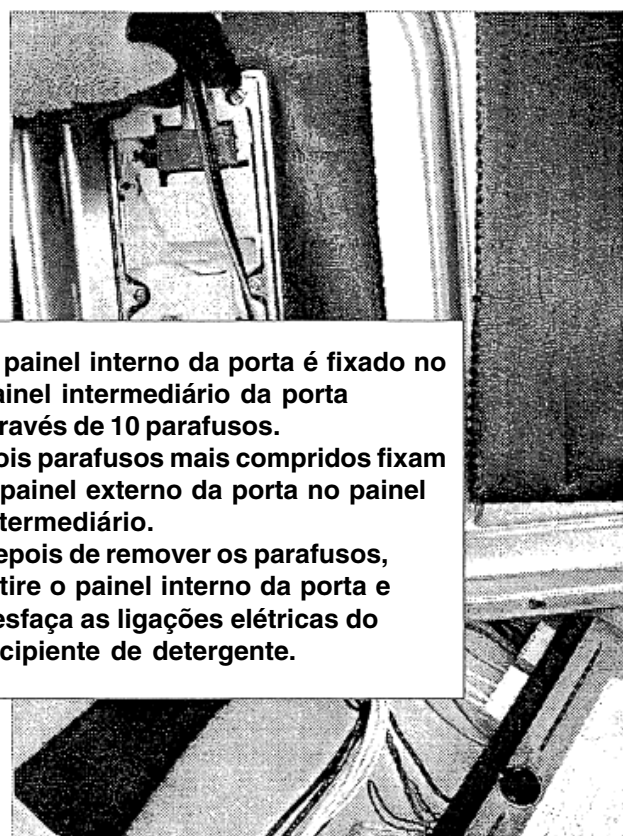 painel interno da porta é fixado no
ainel intermediário da porta
ravés de 10 parafusos.
ois parafusos mais compridos fixam
painel externo da porta no painel
termediário.
epois de remover os parafusos,
tire o painel interno da porta e
esfaça as ligações elétricas do
cipiente de detergente.